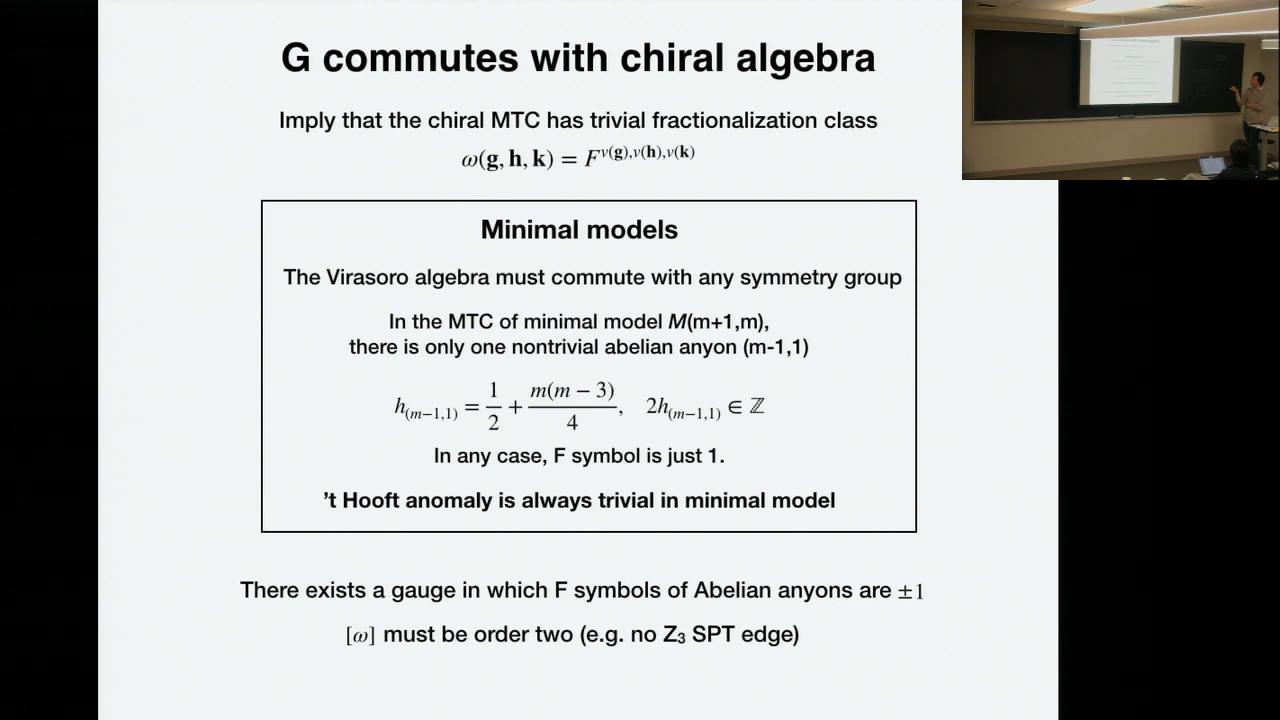 G commutes with chiral algebra
Imply that the chiral MTC has trivial fractionalization class
ω(g, h, k) = F^{ν(g),ν(h),ν(k)}
Minimal models
The Virasoro algebra must commute with any symmetry group
In the MTC of minimal model M(m+1,m),
there is only one nontrivial abelian anyon (m-1,1)
h_{(m−1,1)} = \frac{1}{2} + \frac{m(m − 3)}{4}, 2h_{(m−1,1)} ∈ ℤ
In any case, F symbol is just 1.
’t Hooft anomaly is always trivial in minimal model
There exists a gauge in which F symbols of Abelian anyons are ±1
[ω] must be order two (e.g. no Z₃ SPT edge)